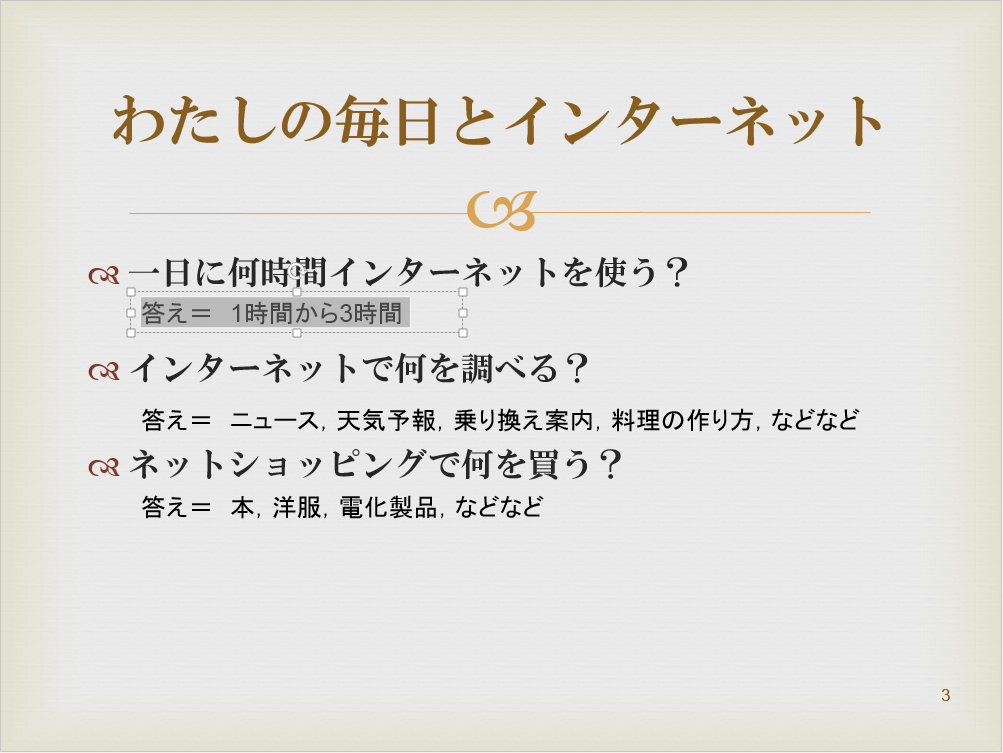 わたしの毎日とインターネット
一日に何時間インターネットを使う？
答え＝　1時間から3時間
インターネットで何を調べる？
答え＝　ニュース, 天気予報, 乗り換え案内, 料理の作り方, などなど
ネットショッピングで何を買う？
答え＝　本, 洋服, 電化製品, などなど
3